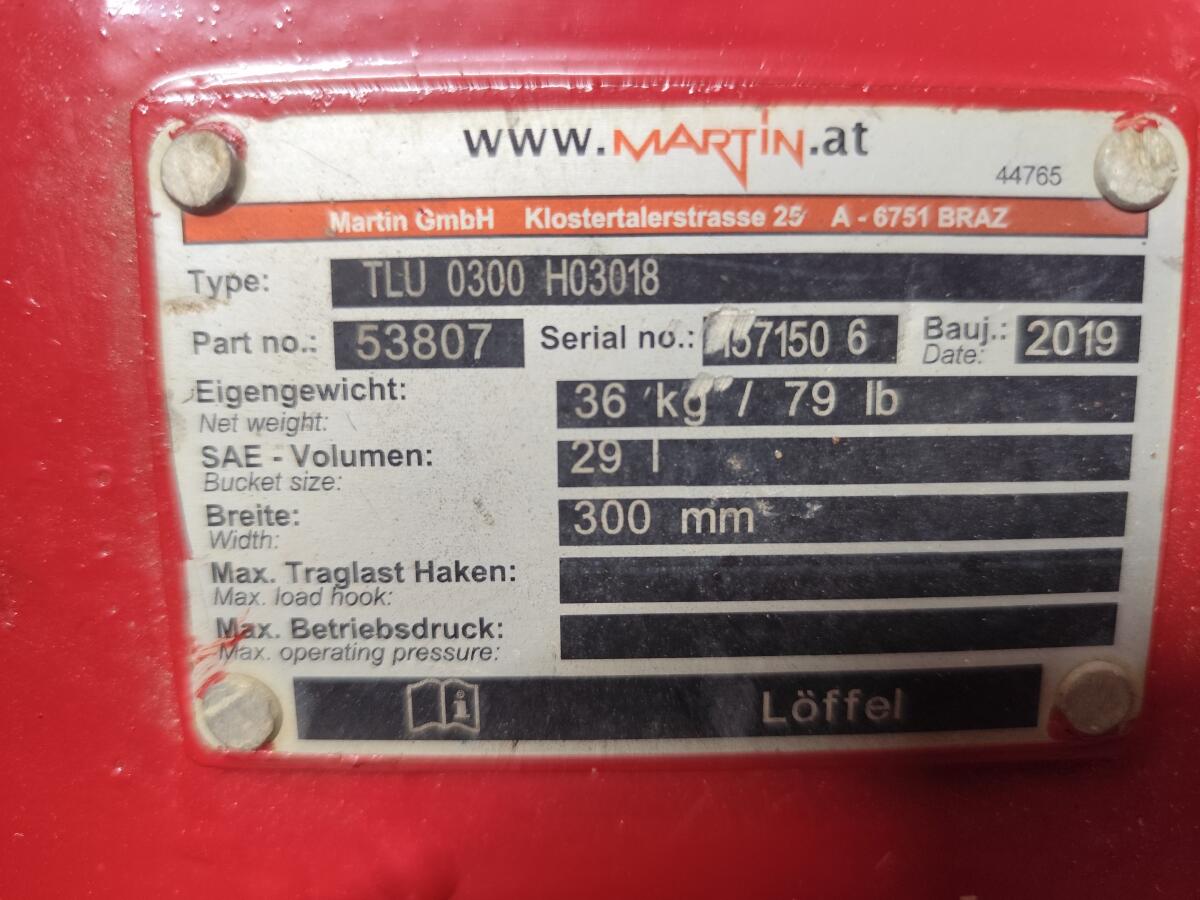 www.MARTIN.at
44765
Martin GmbH Klostertalerstrasse 25 A - 6751 BRAZ
Type: TLU 0300 H03018
Part no.: 53807 Serial no.: 157150 6 Bauj.: 2019
Date:
Eigengewicht: 36 kg / 79 lb
Net weight:
SAE - Volumen: 29 l
Bucket size:
Breite: 300 mm
Width:
Max. Traglast Haken:
Max. load hook:
Max. Betriebsdruck:
Max. operating pressure:
Löffel